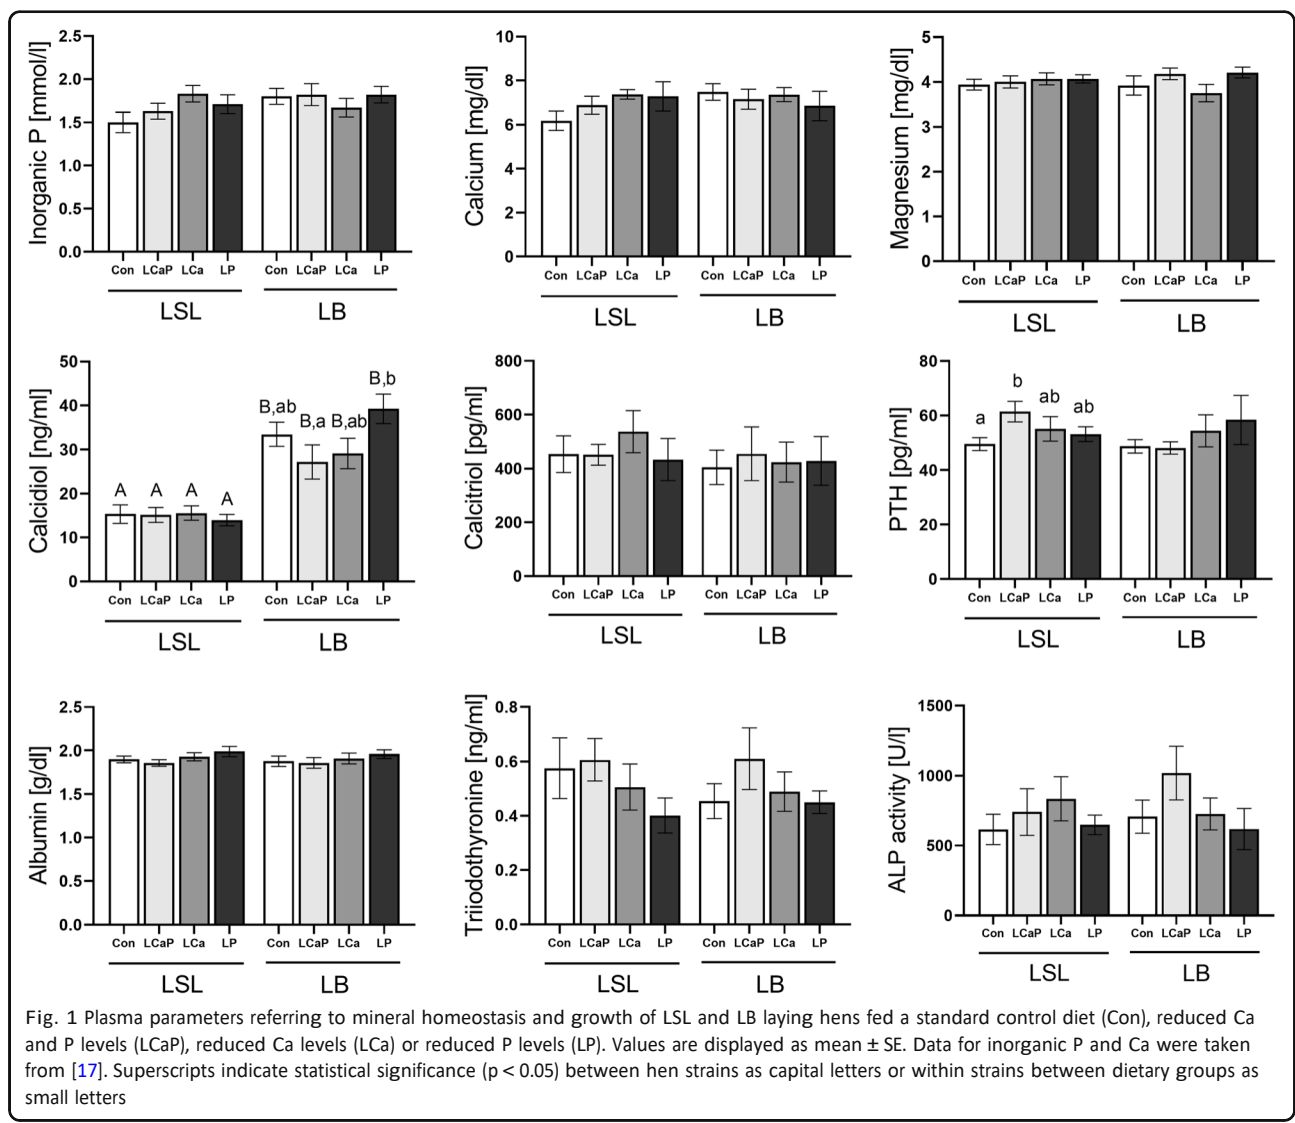 Inorganic P [mmol/l]
2.5
2.0
1.5
1.0
0.5
0.0
Con LCaP LCa LP Con LCaP LCa LP
LSL LB
Calcium [mg/dl]
10
8
6
4
2
0
Con LCaP LCa LP Con LCaP LCa LP
LSL LB
Magnesium [mg/dl]
5
4
3
2
1
0
Con LCaP LCa LP Con LCaP LCa LP
LSL LB
Calcidiol [ng/ml]
50
40
30
20
10
0
A A A A B,ab B,a B,ab B,b
Con LCaP LCa LP Con LCaP LCa LP
LSL LB
Calcitriol [pg/ml]
800
600
400
200
0
Con LCaP LCa LP Con LCaP LCa LP
LSL LB
PTH [pg/ml]
80
60
40
20
0
a b ab ab
Con LCaP LCa LP Con LCaP LCa LP
LSL LB
Albumin [g/dl]
2.5
2.0
1.5
1.0
0.5
0.0
Con LCaP LCa LP Con LCaP LCa LP
LSL LB
Triiodothyronine [ng/ml]
0.8
0.6
0.4
0.2
0.0
Con LCaP LCa LP Con LCaP LCa LP
LSL LB
ALP activity [U/l]
1500
1000
500
0
Con LCaP LCa LP Con LCaP LCa LP
LSL LB
Fig. 1 Plasma parameters referring to mineral homeostasis and growth of LSL and LB laying hens fed a standard control diet (Con), reduced Ca
and P levels (LCaP), reduced Ca levels (LCa) or reduced P levels (LP). Values are displayed as mean ± SE. Data for inorganic P and Ca were taken
from [17]. Superscripts indicate statistical significance (p < 0.05) between hen strains as capital letters or within strains between dietary groups as
small letters